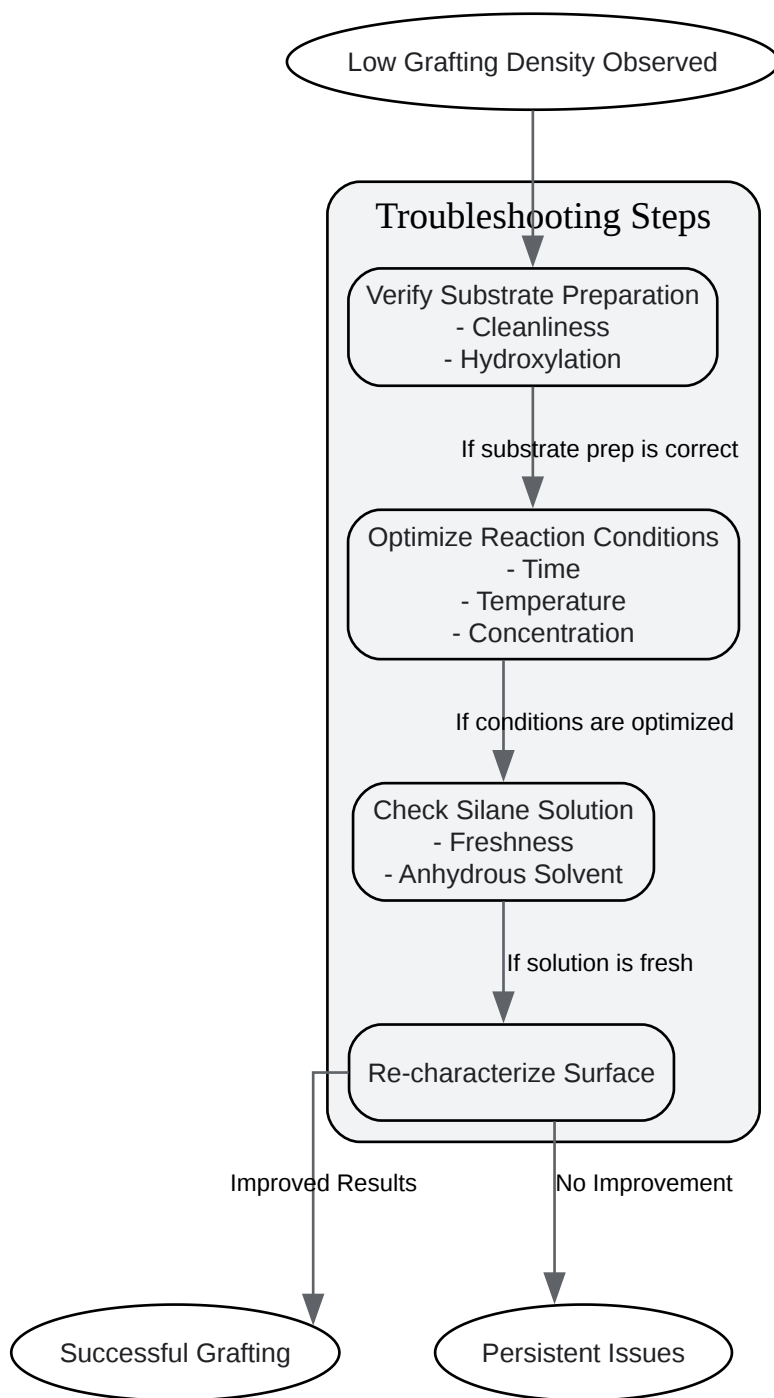 Low Grafting Density Observed
Troubleshooting Steps
Verify Substrate Preparation
- Cleanliness
- Hydroxylation
If substrate prep is correct
Optimize Reaction Conditions
- Time
- Temperature
- Concentration
If conditions are optimized
Check Silane Solution
- Freshness
- Anhydrous Solvent
If solution is fresh
Re-characterize Surface
Improved Results
No Improvement
Successful Grafting
Persistent Issues